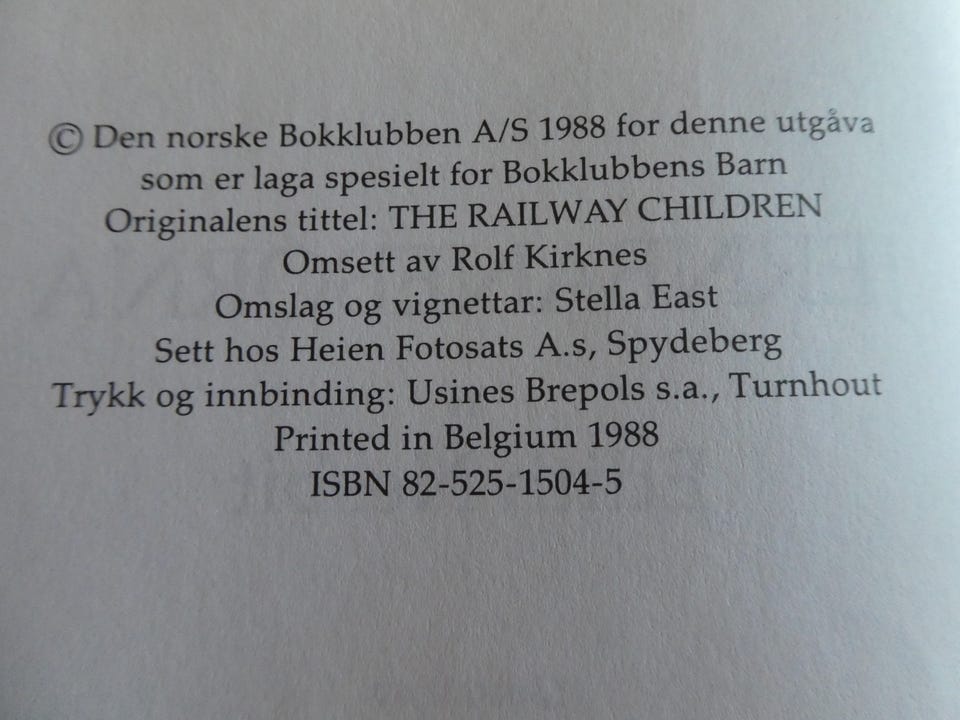 © Den norske Bokklubben A/S 1988 for denne utgåva
som er laga spesielt for Bokklubbens Barn
Originalens tittel: THE RAILWAY CHILDREN
Omsett av Rolf Kirknes
Omslag og vignettar: Stella East
Sett hos Heien Fotosats A.s, Spydeberg
Trykk og innbinding: Usines Brepols s.a., Turnhout
Printed in Belgium 1988
ISBN 82-525-1504-5